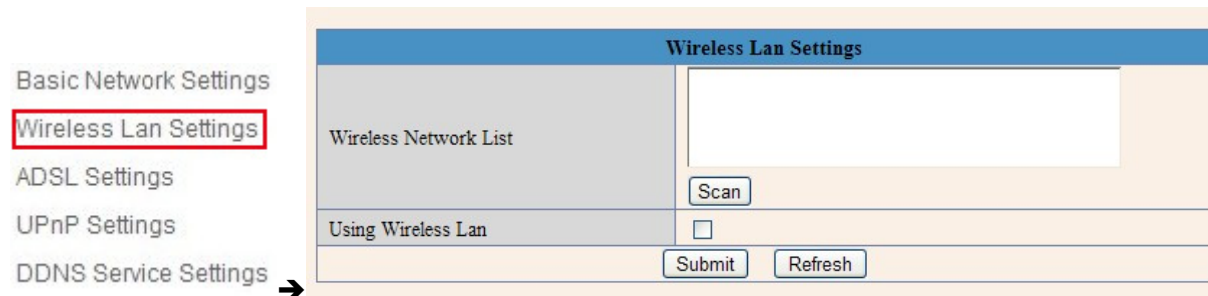 Basic Network Settings
Wireless Lan Settings
ADSL Settings
UPnP Settings
DDNS Service Settings ➔
Wireless Lan Settings
Wireless Network List
Scan
Using Wireless Lan
Submit Refresh